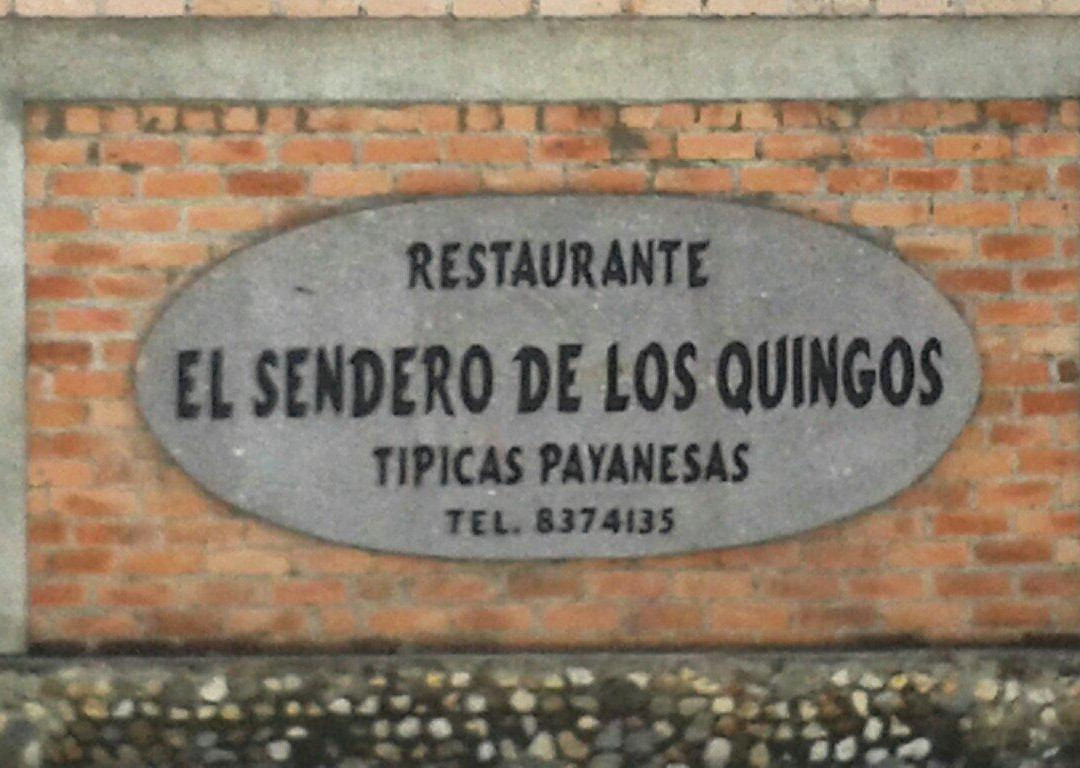 RESTAURANTE
EL SENDERO DE LOS QUINGOS
TIPICAS PAYANESAS
TEL. 8374135